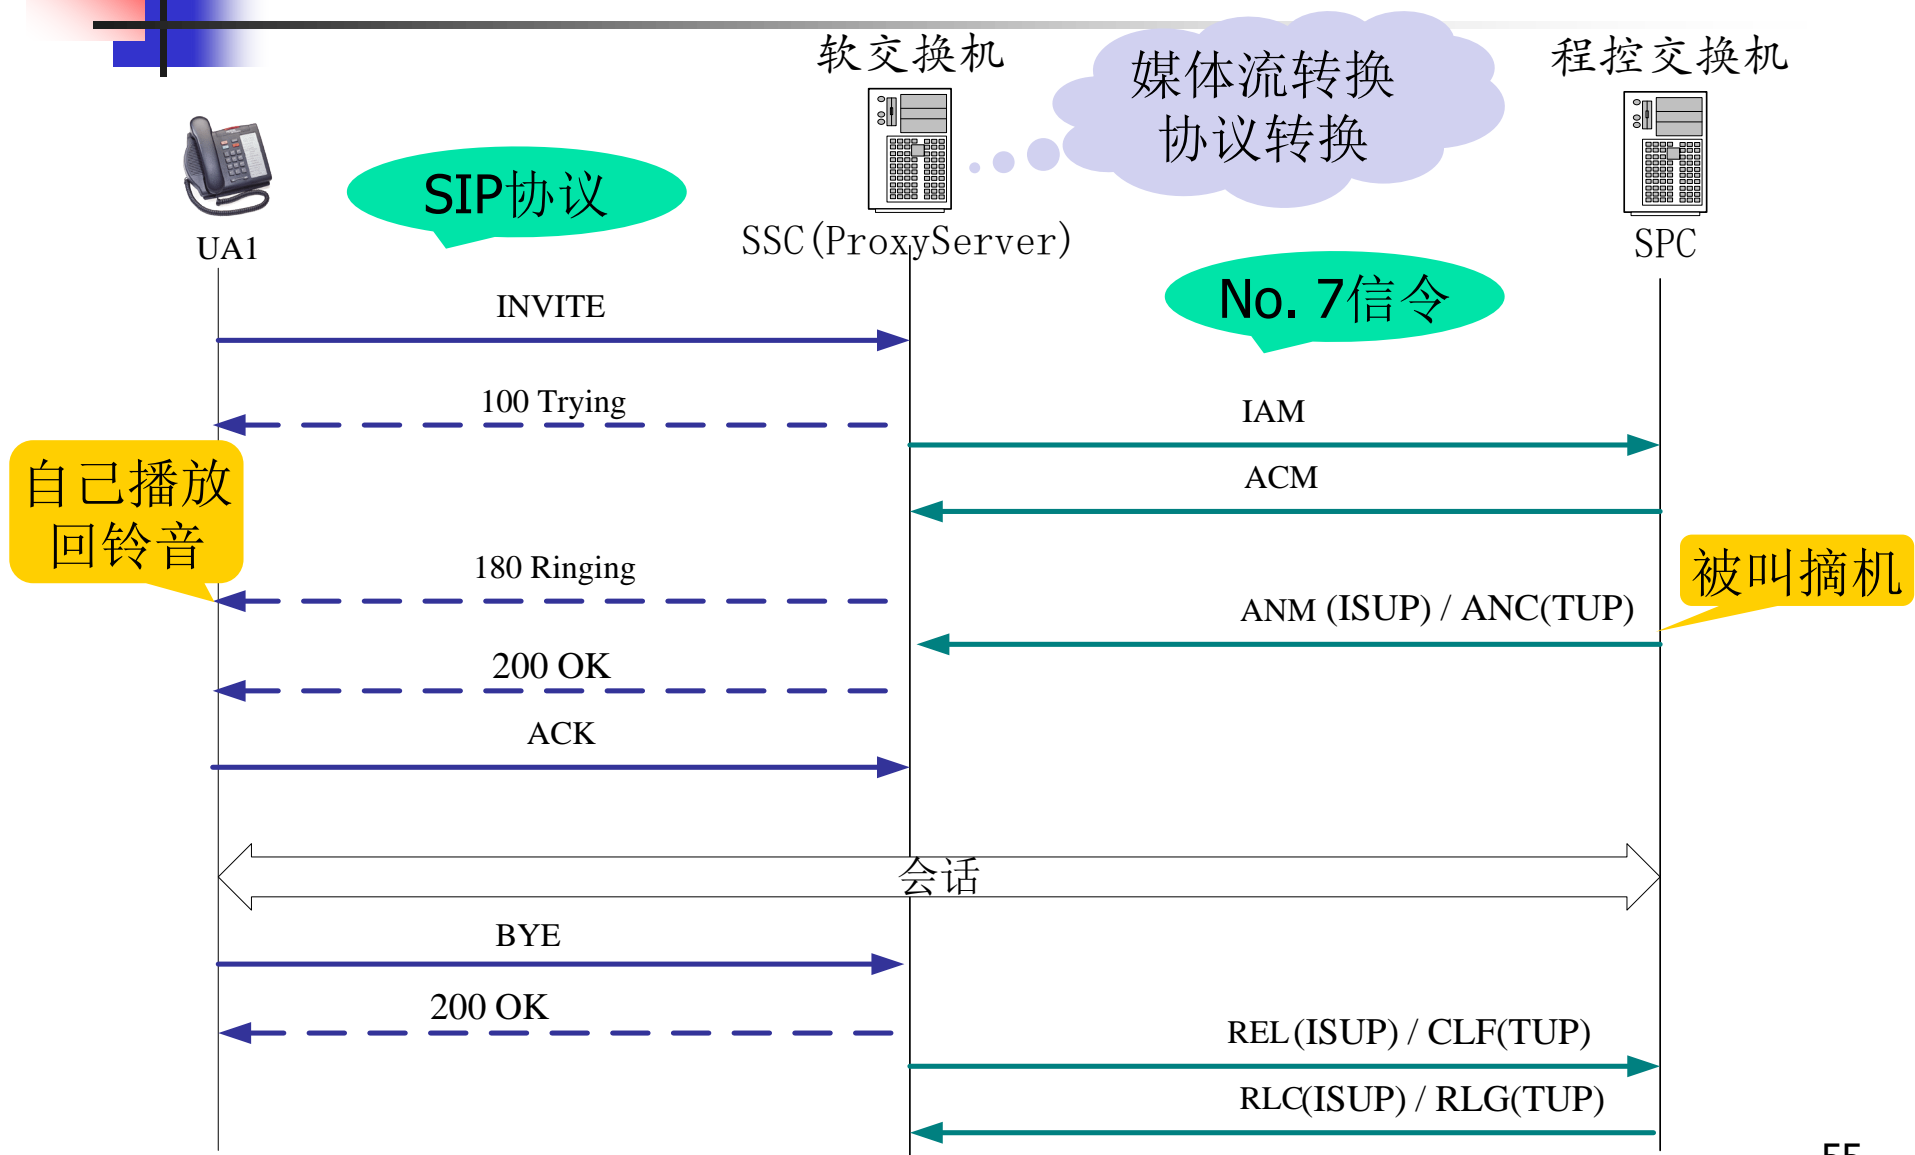 软交换机
程控交换机
媒体流转换
协议转换
SIP协议
UA1
SSC(ProxyServer)
SPC
No. 7信令
INVITE
100 Trying
IAM
自己播放
回铃音
ACM
180 Ringing
被叫摘机
ANM (ISUP) / ANC(TUP)
200 OK
ACK
会话
BYE
200 OK
REL(ISUP) / CLF(TUP)
RLC(ISUP) / RLG(TUP)
55